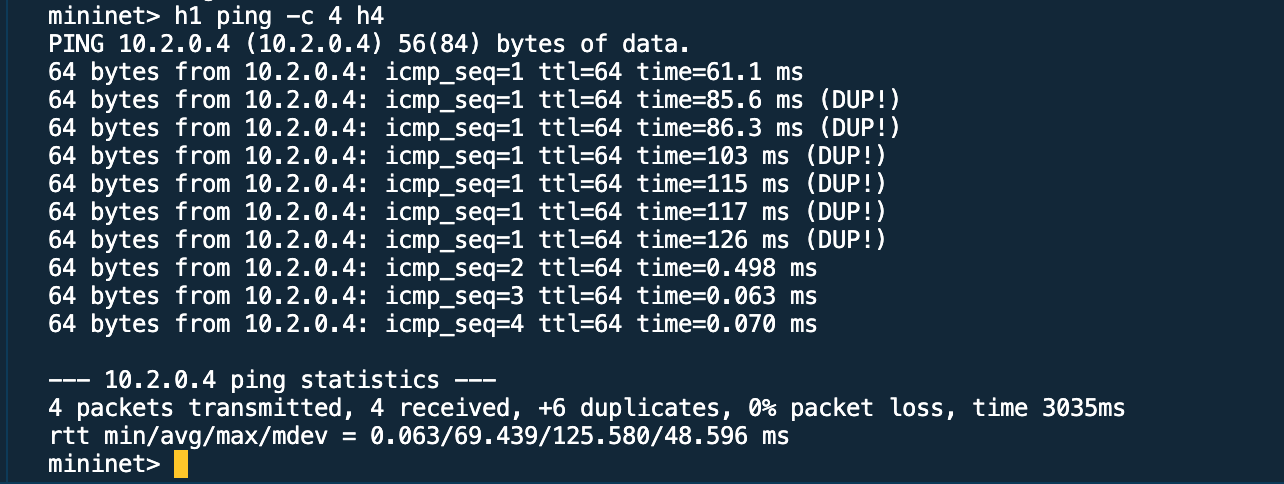 mininet> h1 ping -c 4 h4
PING 10.2.0.4 (10.2.0.4) 56(84) bytes of data.
64 bytes from 10.2.0.4: icmp_seq=1 ttl=64 time=61.1 ms
64 bytes from 10.2.0.4: icmp_seq=1 ttl=64 time=85.6 ms (DUP!)
64 bytes from 10.2.0.4: icmp_seq=1 ttl=64 time=86.3 ms (DUP!)
64 bytes from 10.2.0.4: icmp_seq=1 ttl=64 time=103 ms (DUP!)
64 bytes from 10.2.0.4: icmp_seq=1 ttl=64 time=115 ms (DUP!)
64 bytes from 10.2.0.4: icmp_seq=1 ttl=64 time=117 ms (DUP!)
64 bytes from 10.2.0.4: icmp_seq=1 ttl=64 time=126 ms (DUP!)
64 bytes from 10.2.0.4: icmp_seq=2 ttl=64 time=0.498 ms
64 bytes from 10.2.0.4: icmp_seq=3 ttl=64 time=0.063 ms
64 bytes from 10.2.0.4: icmp_seq=4 ttl=64 time=0.070 ms
--- 10.2.0.4 ping statistics ---
4 packets transmitted, 4 received, +6 duplicates, 0% packet loss, time 3035ms
rtt min/avg/max/mdev = 0.063/69.439/125.580/48.596 ms
mininet>